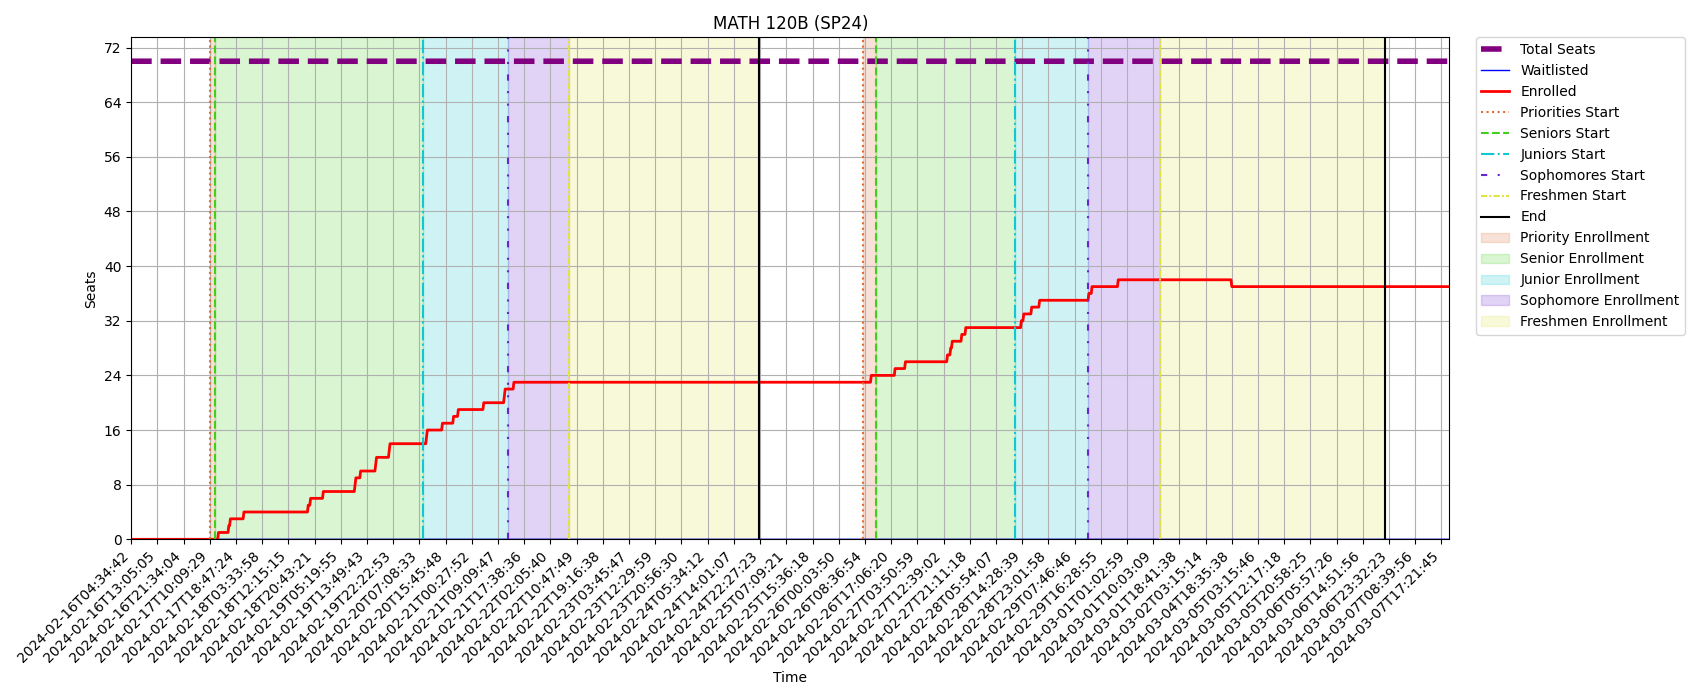 MATH 120B (SP24)
Seats
72
64
56
48
40
32
24
16
8
0
2024-02-16T04:34:42
2024-02-16T13:05:05
2024-02-16T21:34:04
2024-02-17T10:09:29
2024-02-17T18:47:24
2024-02-18T03:33:58
2024-02-18T12:15:15
2024-02-18T20:43:21
2024-02-19T05:19:55
2024-02-19T13:49:43
2024-02-19T22:22:53
2024-02-20T07:08:33
2024-02-20T15:45:48
2024-02-21T00:27:52
2024-02-21T09:09:47
2024-02-21T17:38:36
2024-02-22T02:05:40
2024-02-22T10:47:49
2024-02-22T19:16:38
2024-02-23T03:45:47
2024-02-23T12:29:59
2024-02-23T20:56:30
2024-02-24T05:34:12
2024-02-24T14:01:07
2024-02-24T22:27:23
2024-02-25T07:09:21
2024-02-25T15:36:18
2024-02-26T00:03:50
2024-02-26T08:36:54
2024-02-26T17:06:20
2024-02-27T03:50:59
2024-02-27T12:39:02
2024-02-27T21:11:18
2024-02-28T05:54:07
2024-02-28T14:28:39
2024-02-28T23:01:58
2024-02-29T07:46:46
2024-02-29T16:28:55
2024-03-01T01:02:59
2024-03-01T10:03:09
2024-03-01T18:41:38
2024-03-02T03:15:14
2024-03-04T18:35:38
2024-03-05T03:15:46
2024-03-05T12:17:18
2024-03-05T20:58:25
2024-03-06T05:57:26
2024-03-06T14:51:56
2024-03-06T23:32:23
2024-03-07T08:39:56
2024-03-07T17:21:45
Time
Total Seats
Waitlisted
Enrolled
Priorities Start
Seniors Start
Juniors Start
Sophomores Start
Freshmen Start
End
Priority Enrollment
Senior Enrollment
Junior Enrollment
Sophomore Enrollment
Freshmen Enrollment